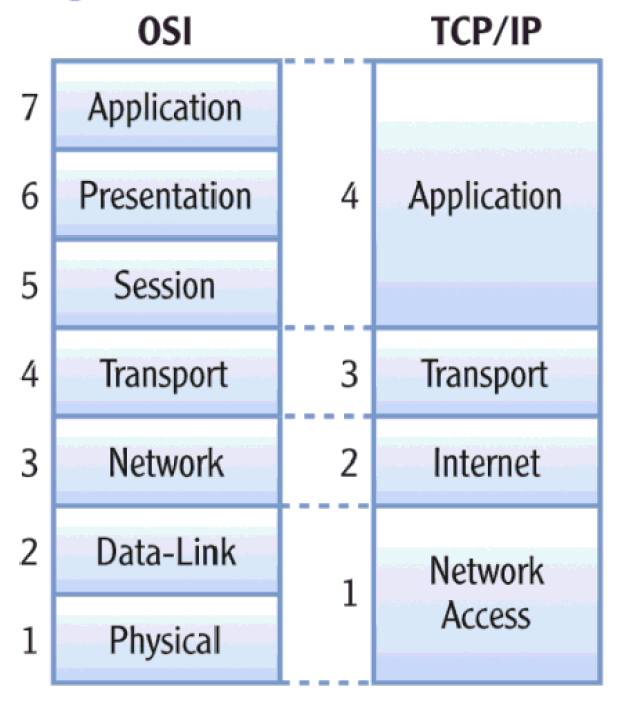 OSI TCP/IP
7 Application
6 Presentation 4 Application
5 Session
4 Transport 3 Transport
3 Network 2 Internet
2 Data-Link
Network
1 Access
1 Physical